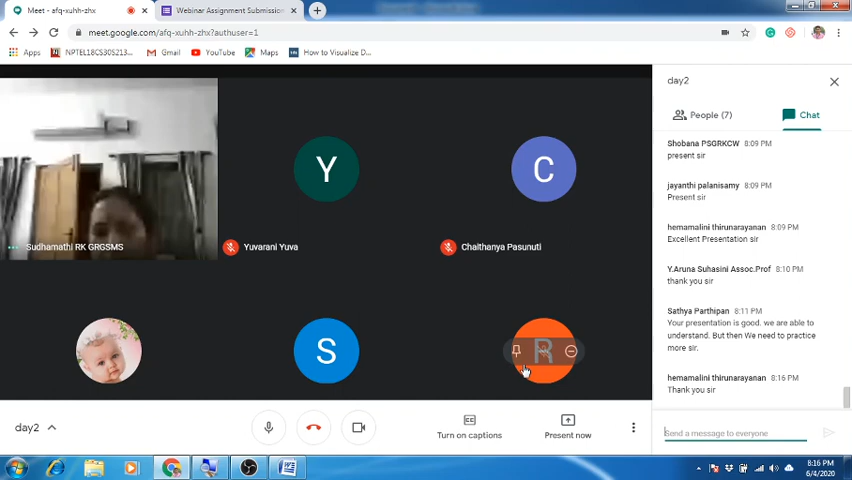 Meet - afq-xuhh-zhx
Webinar Assignment Submission
meet.google.com/afq-xuhh-zhx?authuser=1
Apps
NPTEL18CS30S213...
M Gmail
YouTube
Maps
How to Visualize D...
Y
C
Sudhamathi RK GRGSMS
Yuvarani Yuva
Chaithanya Pasunuti
S
R
day2
Turn on captions
Present now
day2
People (7)
Chat
Shobana PSGRKCW 8:09 PM
present sir
jayanthi palanisamy 8:09 PM
Present sir
hemamalini thirunarayanan 8:09 PM
Excellent Presentation sir
Y.Aruna Suhasini Assoc.Prof 8:10 PM
thank you sir
Sathya Parthipan 8:11 PM
Your presentation is good. we are able to
understand. But then We need to practice
more sir.
hemamalini thirunarayanan 8:16 PM
Thank you sir
Send a message to everyone
8:16 PM
6/4/2020